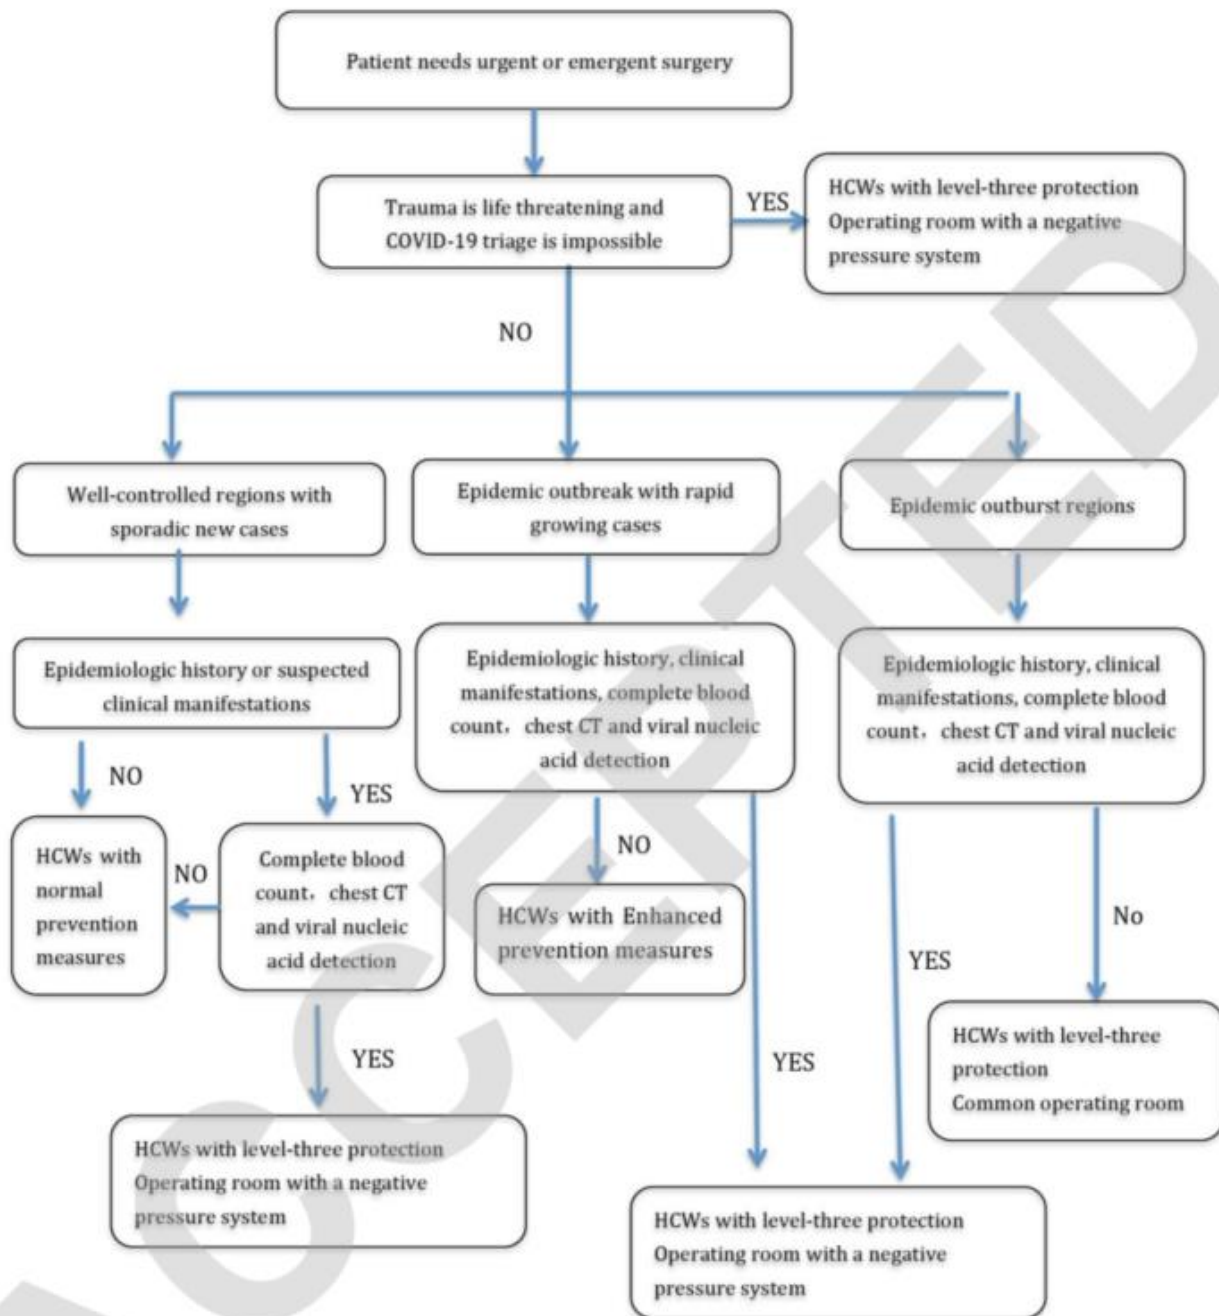 Patient needs urgent or emergent surgery
Trauma is life threatening and
COVID-19 triage is impossible
YES
HCWs with level-three protection
Operating room with a negative
pressure system
NO
Well-controlled regions with
sporadic new cases
Epidemic outbreak with rapid
growing cases
Epidemic outburst regions
Epidemiologic history or suspected
clinical manifestations
Epidemiologic history, clinical
manifestations, complete blood
count，chest CT and viral nucleic
acid detection
Epidemiologic history, clinical
manifestations, complete blood
count，chest CT and viral nucleic
acid detection
NO
YES
HCWs with
normal
prevention
measures
NO
Complete blood
count，chest CT
and viral nucleic
acid detection
NO
HCWs with Enhanced
prevention measures
YES
No
YES
YES
HCWs with level-three
protection
Common operating room
HCWs with level-three protection
Operating room with a negative
pressure system
HCWs with level-three protection
Operating room with a negative
pressure system
ACCEPTED